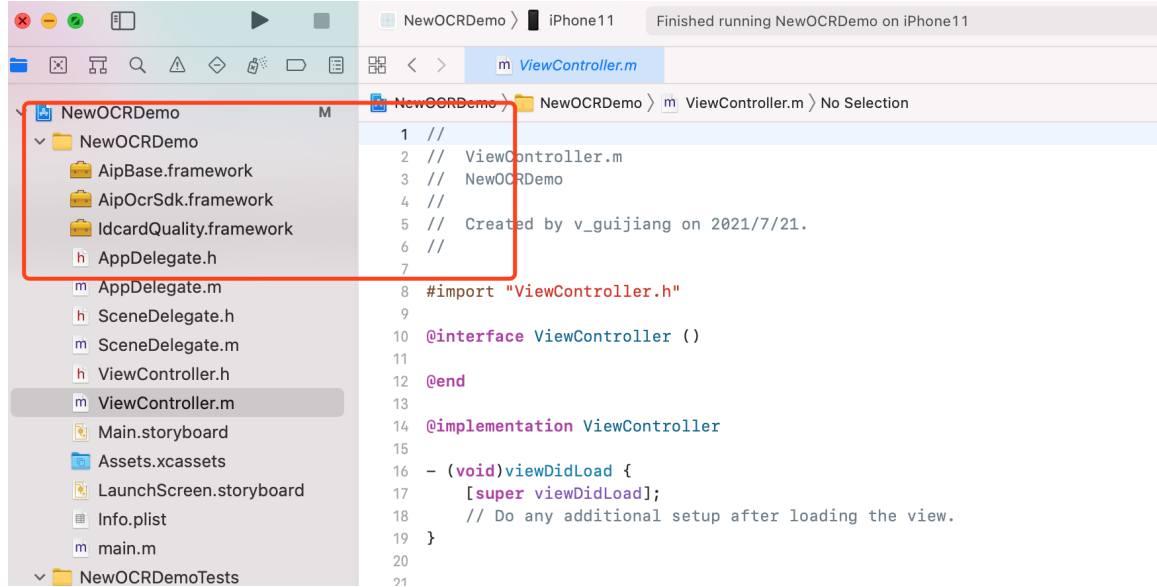 NewOCRDemo 〉 iPhone11
Finished running NewOCRDemo on iPhone11
m ViewController.m
NewOCRDemo M
NewOCRDemo
AipBase.framework
AipOcrSdk.framework
IdcardQuality.framework
h AppDelegate.h
m AppDelegate.m
h SceneDelegate.h
m SceneDelegate.m
h ViewController.h
m ViewController.m
Main.storyboard
Assets.xcassets
LaunchScreen.storyboard
Info.plist
m main.m
NewOCRDemoTests
NewOCRDemo 〉 NewOCRDemo 〉 m ViewController.m 〉 No Selection
1 //
2 //  ViewController.m
3 //  NewOCRDemo
4 //
5 //  Created by v_guijiang on 2021/7/21.
6 //
7
8 #import "ViewController.h"
9
10 @interface ViewController ()
11
12 @end
13
14 @implementation ViewController
15
16 - (void)viewDidLoad {
17     [super viewDidLoad];
18     // Do any additional setup after loading the view.
19 }
20
21